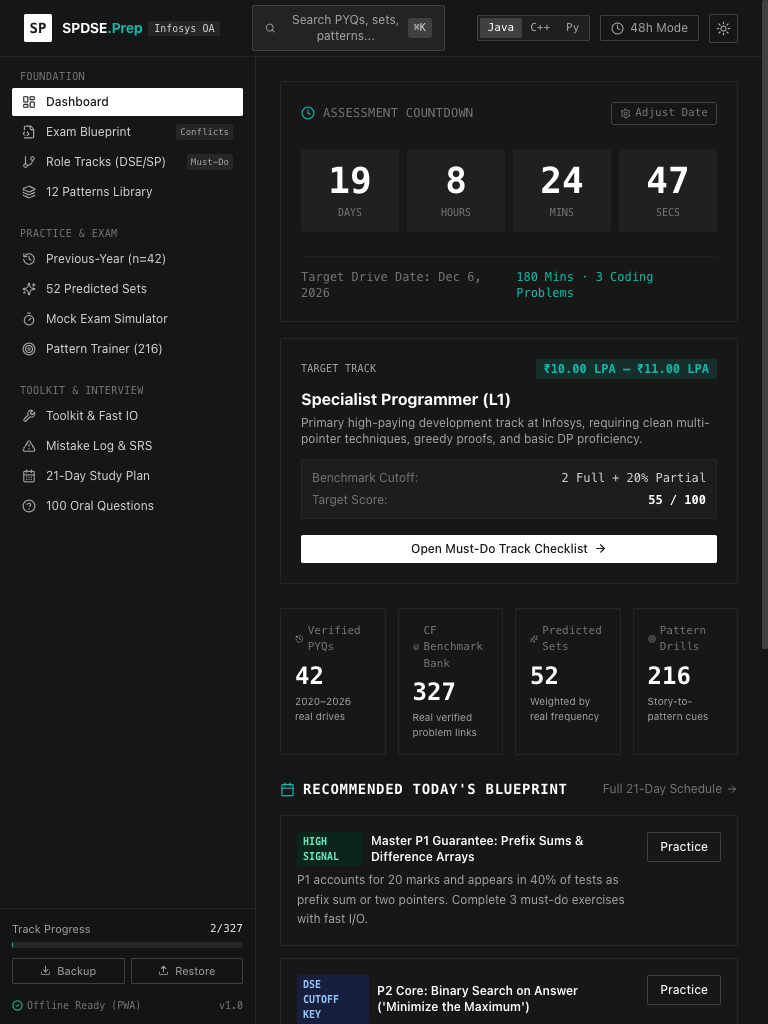 SP SPDSE.Prep Infosys OA
Search PYQs, sets,
patterns...
⌘K
Java C++ Py
48h Mode
FOUNDATION
Dashboard
Exam Blueprint Conflicts
Role Tracks (DSE/SP) Must-Do
12 Patterns Library
PRACTICE & EXAM
Previous-Year (n=42)
52 Predicted Sets
Mock Exam Simulator
Pattern Trainer (216)
TOOLKIT & INTERVIEW
Toolkit & Fast IO
Mistake Log & SRS
21-Day Study Plan
100 Oral Questions
Track Progress 2/327
Backup Restore
Offline Ready (PWA) v1.0
ASSESSMENT COUNTDOWN Adjust Date
19 8 24 47
DAYS HOURS MINS SECS
Target Drive Date: Dec 6,
2026
180 Mins · 3 Coding
Problems
TARGET TRACK ₹10.00 LPA – ₹11.00 LPA
Specialist Programmer (L1)
Primary high-paying development track at Infosys, requiring clean multi-
pointer techniques, greedy proofs, and basic DP proficiency.
Benchmark Cutoff: 2 Full + 20% Partial
Target Score: 55 / 100
Open Must-Do Track Checklist →
Verified
PYQs
42
2020–2026
real drives
CF
Benchmark
Bank
327
Real verified
problem links
Predicted
Sets
52
Weighted by
real frequency
Pattern
Drills
216
Story-to-
pattern cues
RECOMMENDED TODAY'S BLUEPRINT Full 21-Day Schedule →
HIGH
SIGNAL
Master P1 Guarantee: Prefix Sums &
Difference Arrays
Practice
P1 accounts for 20 marks and appears in 40% of tests as
prefix sum or two pointers. Complete 3 must-do exercises
with fast I/O.
DSE
CUTOFF
KEY
P2 Core: Binary Search on Answer
('Minimize the Maximum')
Practice